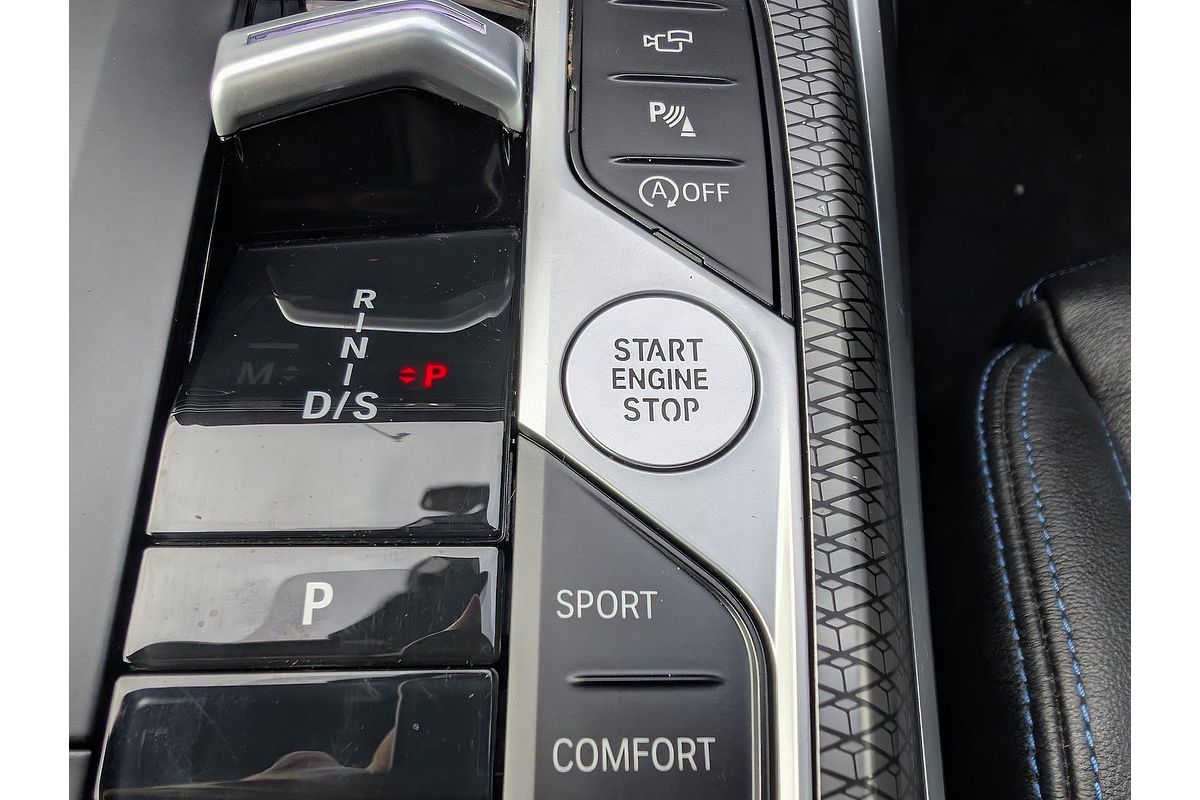 P
A OFF
R
N
M P
D/S
START
ENGINE
STOP
P
SPORT
COMFORT